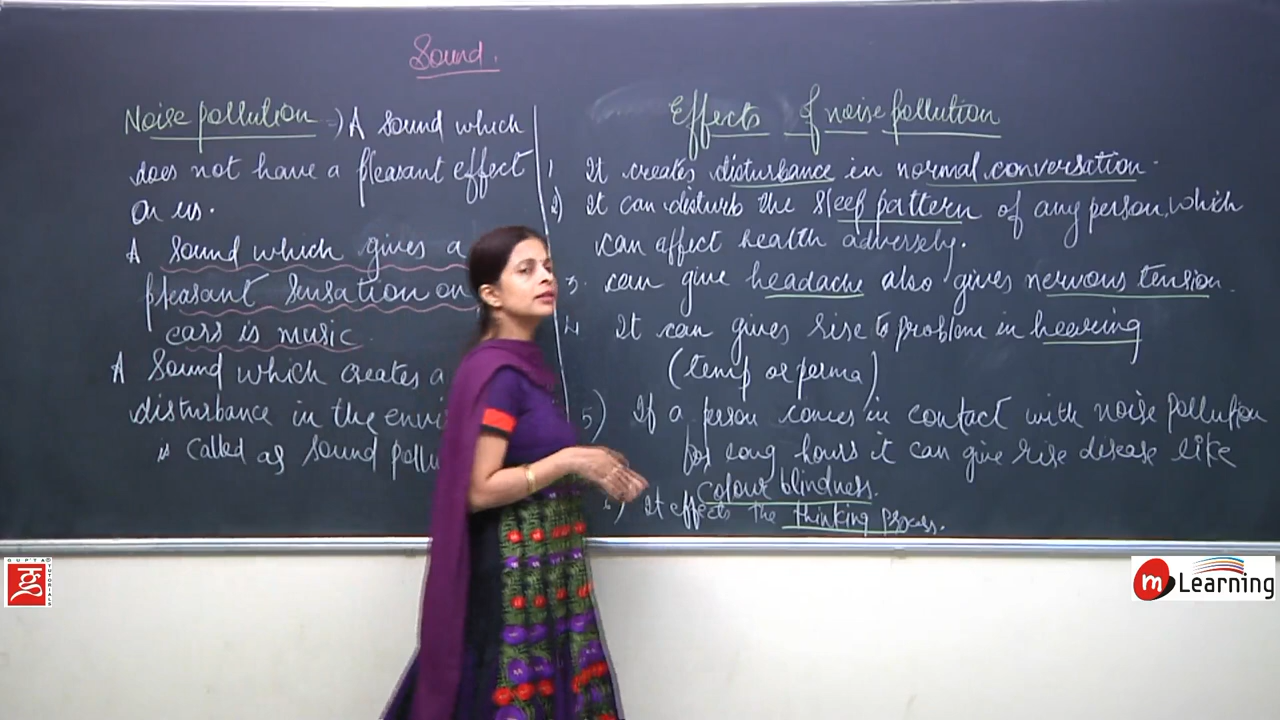 Sound.
Noise pollution → A sound which
does not have a pleasant effect
on us.
A sound which gives a
pleasant sensation on
ears is music
A sound which creates a
disturbance in the envi
is called as sound pollu
Effects of noise pollution
1 It creates disturbance in normal conversation.
2) It can disturb the sleep pattern of any person, which
can affect health adversely.
3. can give headache also gives nervous tension.
4 It can gives rise to problem in hearing
(temp or perma)
5) If a person comes in contact with noise pollution
for long hours it can give rise disease like
colour blindness.
6) It effects the thinking process.
GUPTA TUTORIALS
m Learning